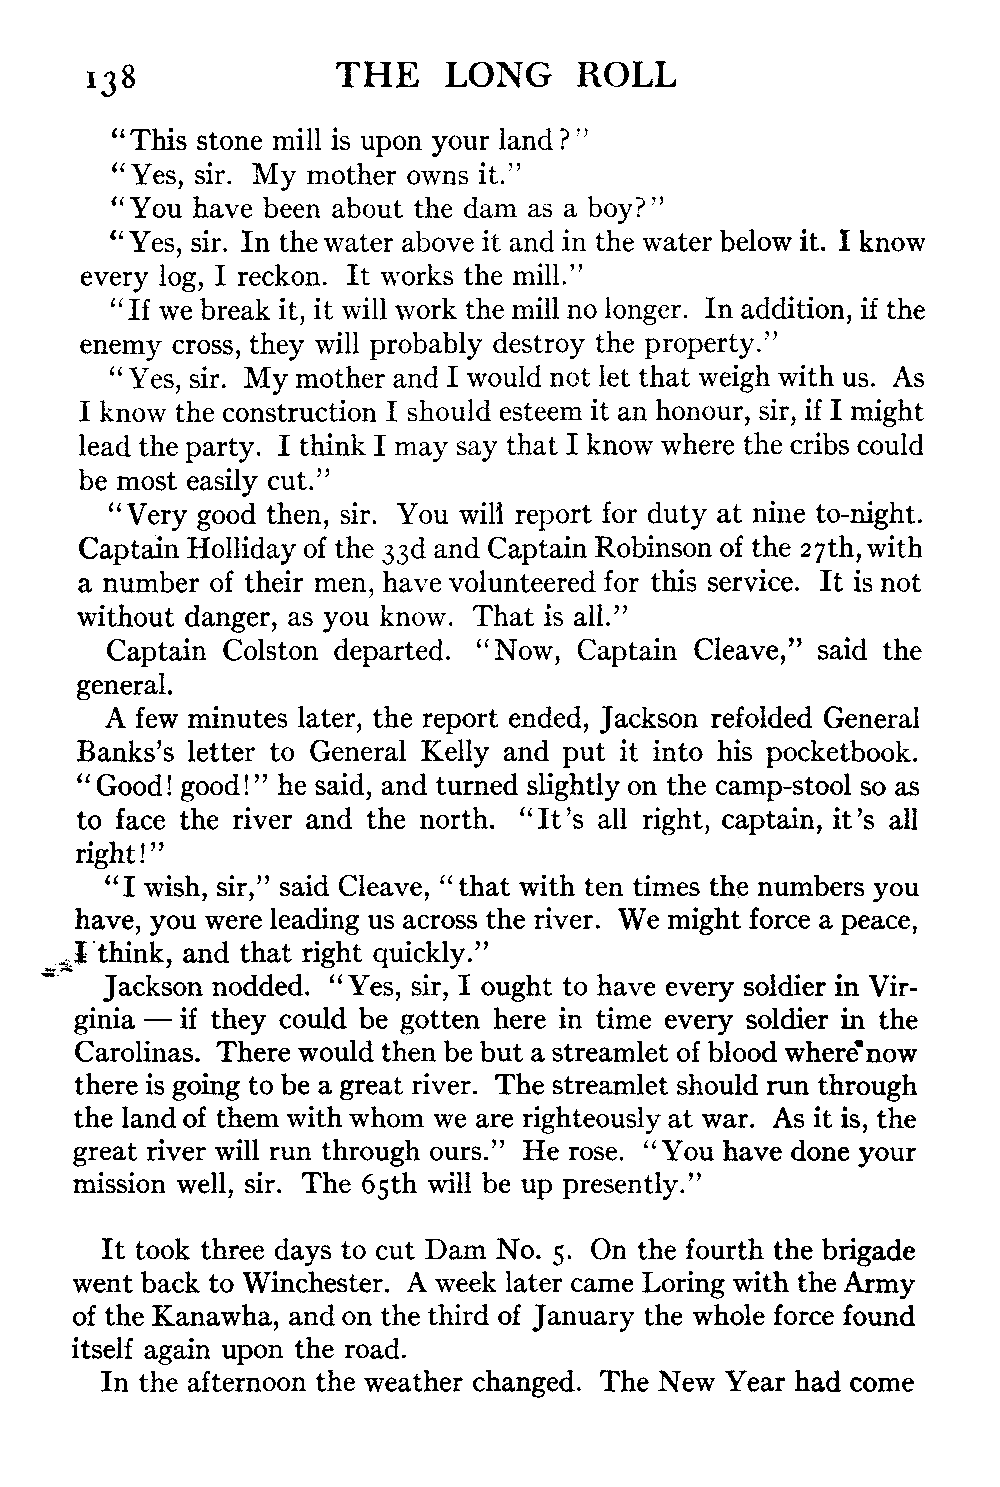 138 THE LONG ROLL
"This stone mill is upon your land?"
"Yes, sir. My mother owns it."
"You have been about the dam as a boy?"
"Yes, sir. In the water above it and in the water below it. I know
every log, I reckon. It works the mill."
"If we break it, it will work the mill no longer. In addition, if the
enemy cross, they will probably destroy the property."
"Yes, sir. My mother and I would not let that weigh with us. As
I know the construction I should esteem it an honour, sir, if I might
lead the party. I think I may say that I know where the cribs could
be most easily cut."
"Very good then, sir. You will report for duty at nine to-night.
Captain Holliday of the 33d and Captain Robinson of the 27th, with
a number of their men, have volunteered for this service. It is not
without danger, as you know. That is all."
Captain Colston departed. "Now, Captain Cleave," said the
general.
A few minutes later, the report ended, Jackson refolded General
Banks's letter to General Kelly and put it into his pocketbook.
"Good! good!" he said, and turned slightly on the camp-stool so as
to face the river and the north. "It's all right, captain, it's all
right!"
"I wish, sir," said Cleave, "that with ten times the numbers you
have, you were leading us across the river. We might force a peace,
I think, and that right quickly."
Jackson nodded. "Yes, sir, I ought to have every soldier in Vir-
ginia — if they could be gotten here in time every soldier in the
Carolinas. There would then be but a streamlet of blood where now
there is going to be a great river. The streamlet should run through
the land of them with whom we are righteously at war. As it is, the
great river will run through ours." He rose. "You have done your
mission well, sir. The 65th will be up presently."
It took three days to cut Dam No. 5. On the fourth the brigade
went back to Winchester. A week later came Loring with the Army
of the Kanawha, and on the third of January the whole force found
itself again upon the road.
In the afternoon the weather changed. The New Year had come